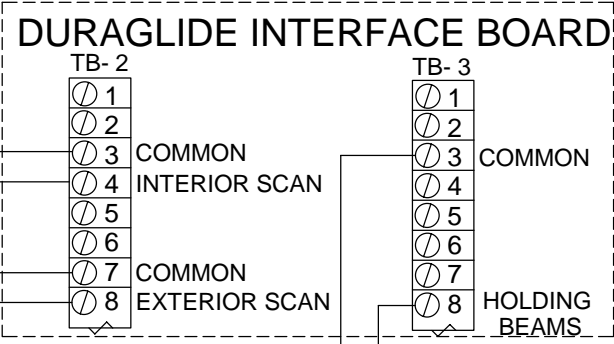 DURAGLIDE INTERFACE BOARD
TB- 2
1
2
3 COMMON
4 INTERIOR SCAN
5
6
7 COMMON
8 EXTERIOR SCAN
TB- 3
1
2
3 COMMON
4
5
6
7
8 HOLDING
BEAMS